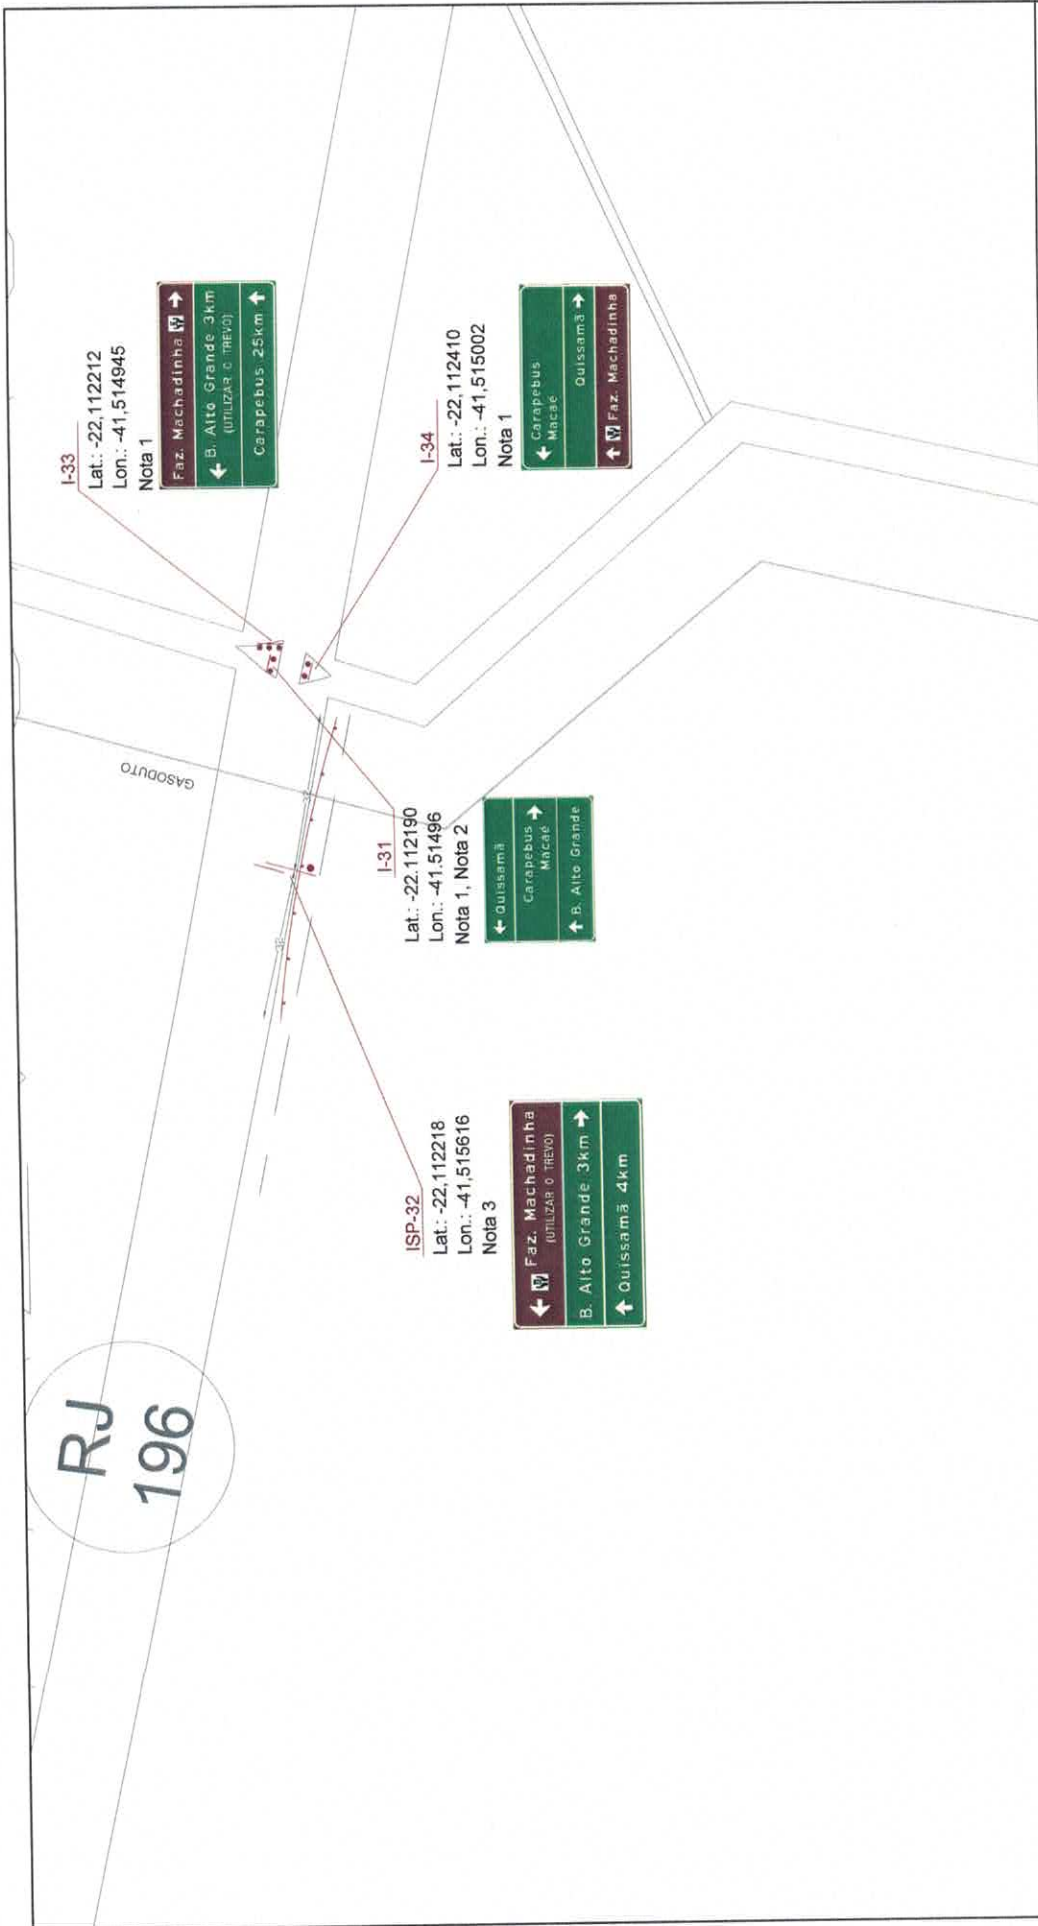 RJ
196
GASODUTO
38
32
ISP-32
Lat.: -22,112218
Lon.: -41,515616
Nota 3
← Faz. Machadinha
(UTILIZAR O TREVO)
B. Alto Grande 3km →
↑ Quissamã 4km
I-31
Lat.: -22.112190
Lon.: -41.51496
Nota 1, Nota 2
← Quissamã
Carapebus →
Macaé
↑ B. Alto Grande
I-33
Lat.: -22,112212
Lon.: -41,514945
Nota 1
Faz. Machadinha →
← B. Alto Grande 3km
(UTILIZAR O TREVO)
Carapebus 25km ↑
I-34
Lat.: -22,112410
Lon.: -41,515002
Nota 1
← Carapebus
Macaé
Quissamã →
↑ Faz. Machadinha